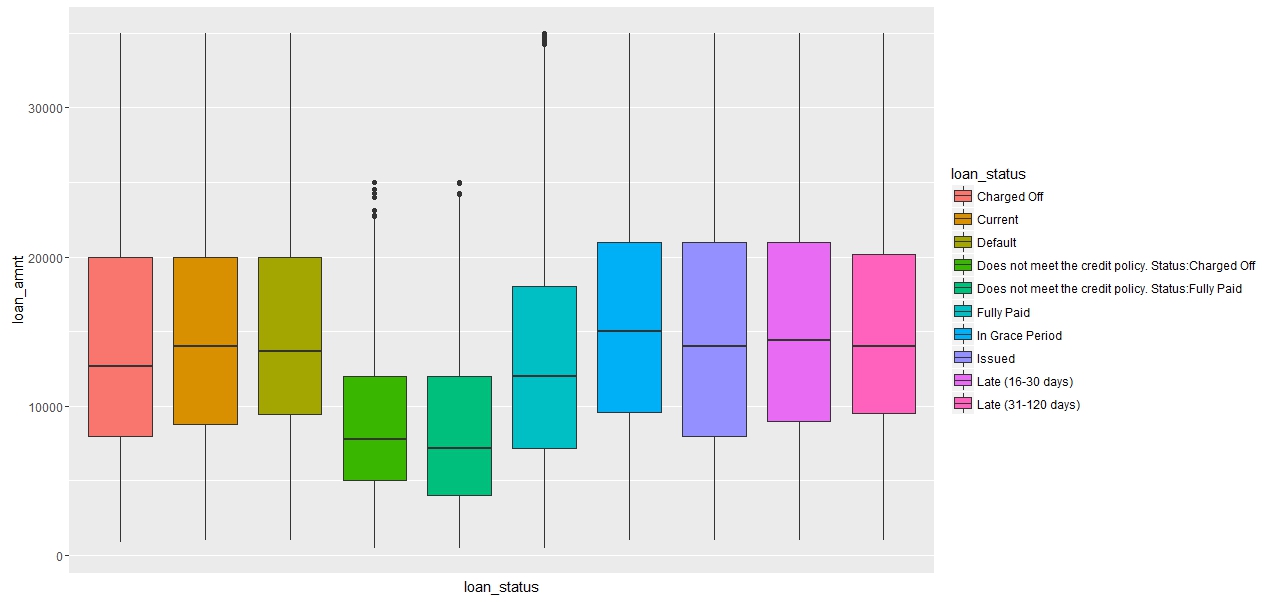 loan_amnt
30000
20000
10000
0
loan_status
loan_status
Charged Off
Current
Default
Does not meet the credit policy. Status:Charged Off
Does not meet the credit policy. Status:Fully Paid
Fully Paid
In Grace Period
Issued
Late (16-30 days)
Late (31-120 days)